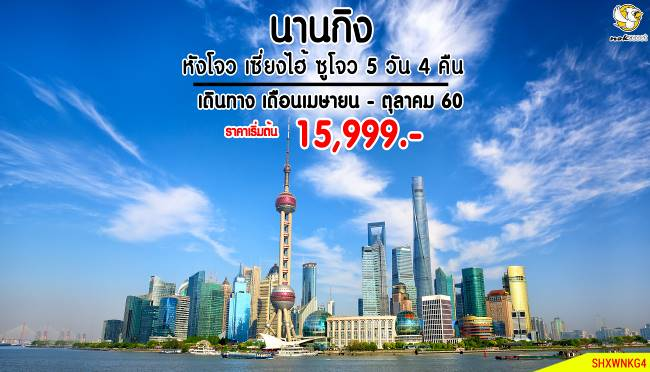 นานกิง
หังโจว เซี่ยงไฮ้ ซูโจว 5 วัน 4 คืน
เดินทาง เดือนเมษายน - ตุลาคม 60
ราคาเริ่มต้น 15,999.-
SHXWNKG4